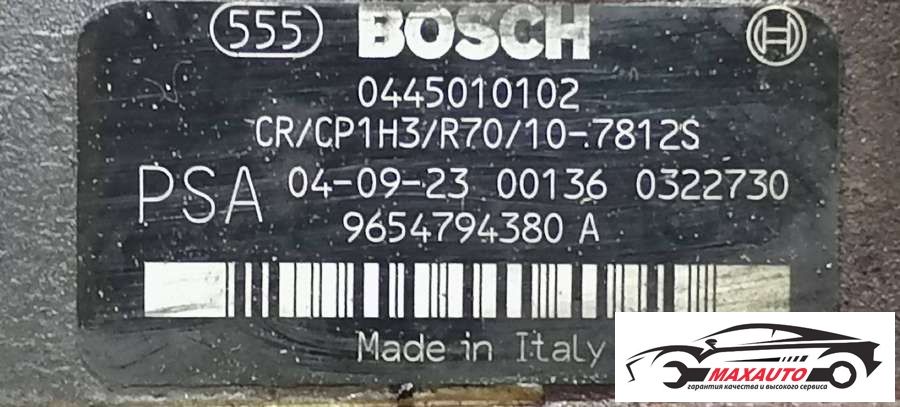 555 BOSCH
0445010102
CR/CP1H3/R70/10-7812S
PSA 04-09-23 00136 0322730
9654794380 A
Made in Italy
MAXAUTO
гарантия качества и высокого сервиса